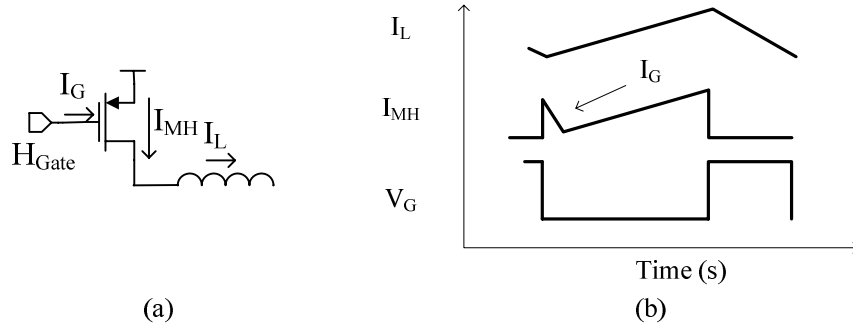 I_G
I_MH
I_L
H_Gate
(a)
I_L
I_G
I_MH
V_G
Time (s)
(b)